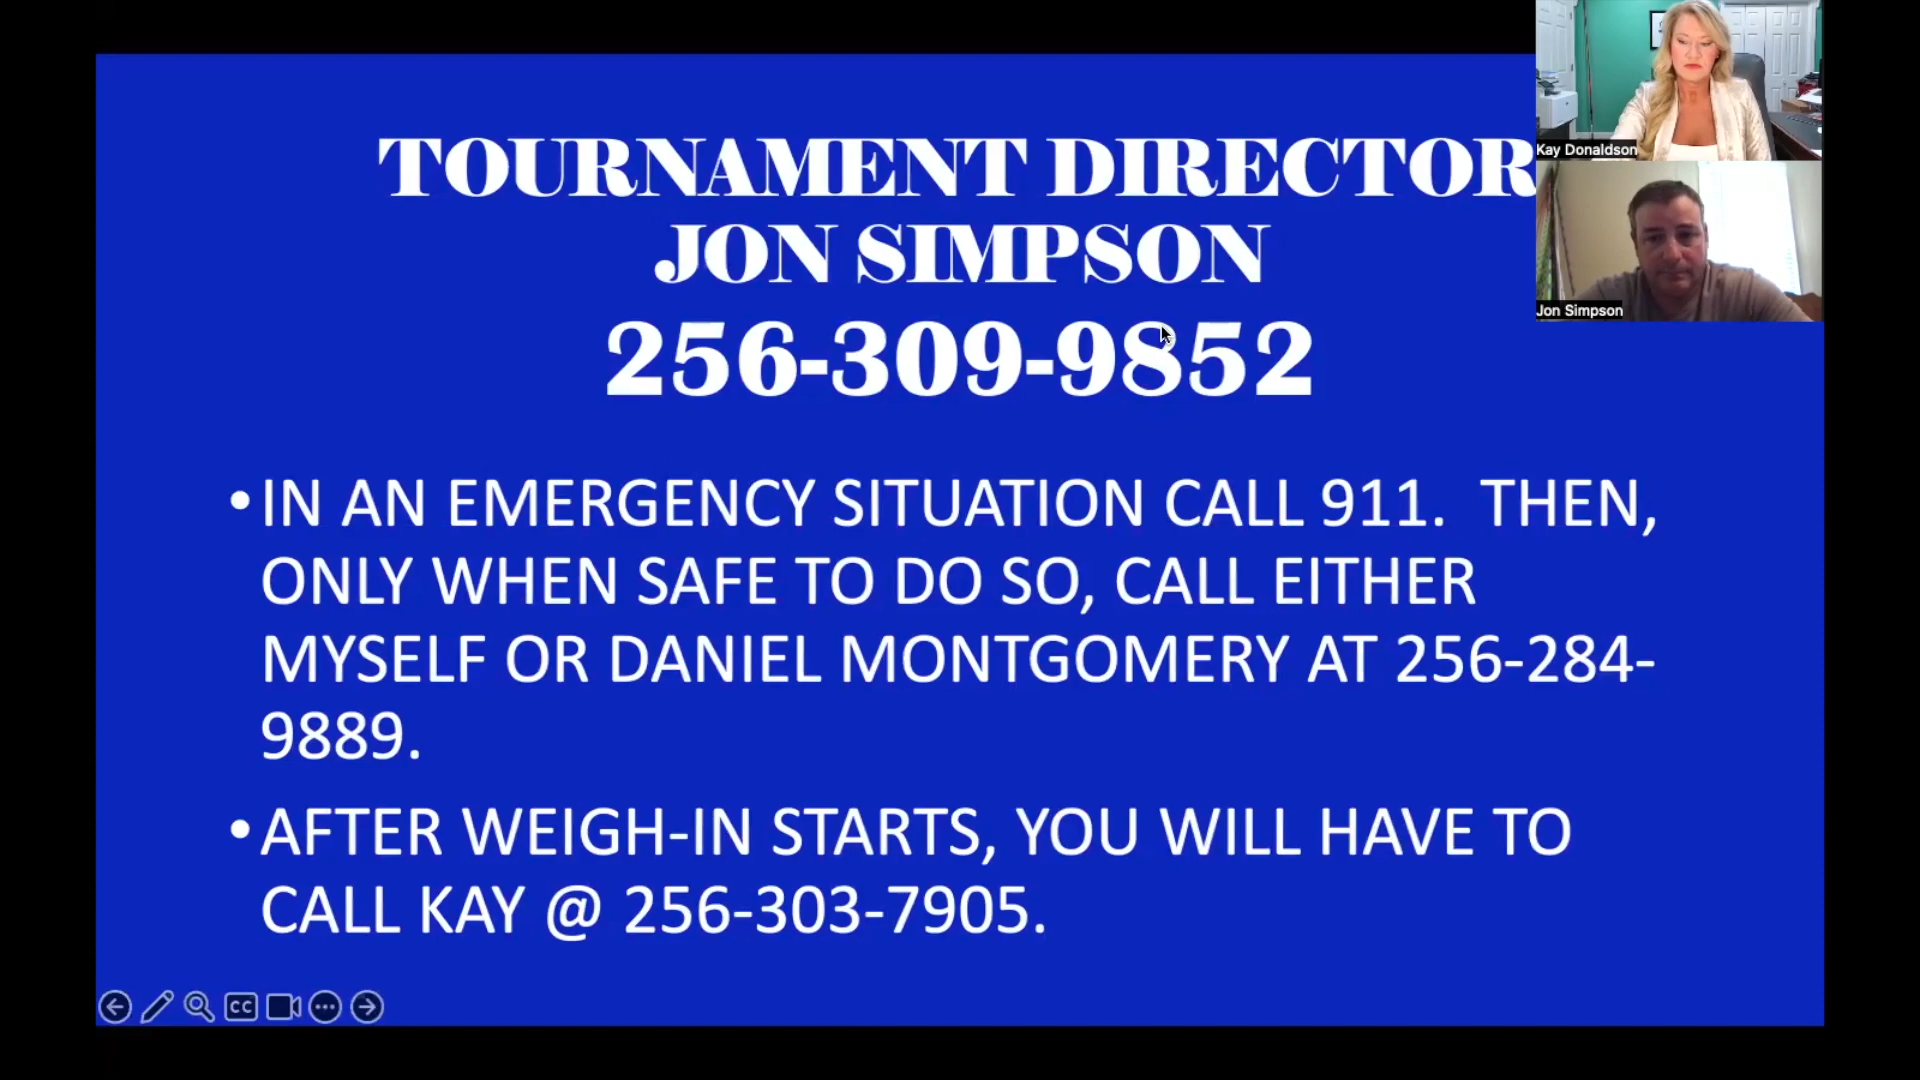 TOURNAMENT DIRECTOR
JON SIMPSON
256-309-9852
•IN AN EMERGENCY SITUATION CALL 911.  THEN,
ONLY WHEN SAFE TO DO SO, CALL EITHER
MYSELF OR DANIEL MONTGOMERY AT 256-284-
9889.
•AFTER WEIGH-IN STARTS, YOU WILL HAVE TO
CALL KAY @ 256-303-7905.
Kay Donaldson
Jon Simpson
CC